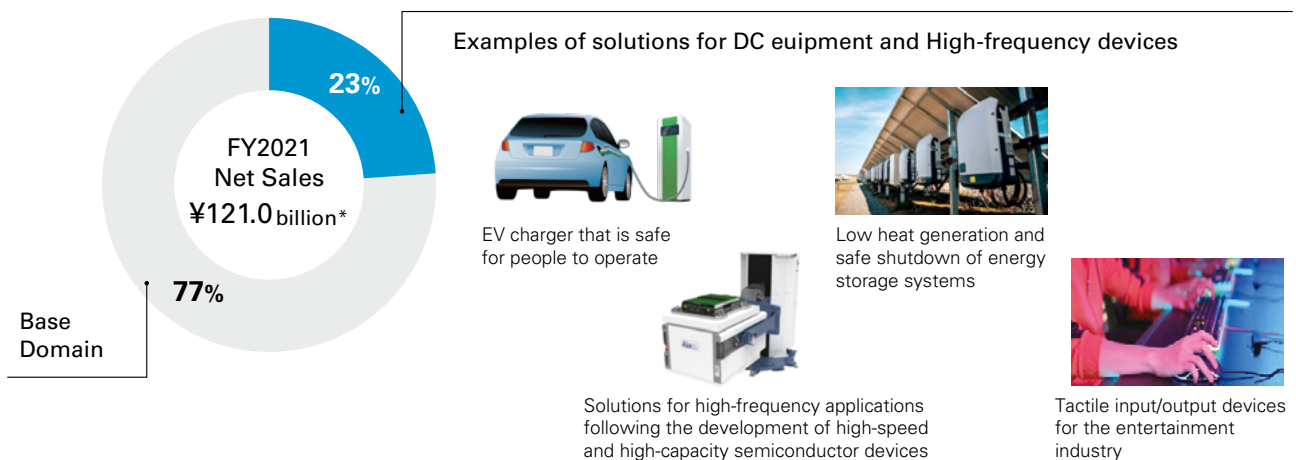 Examples of solutions for DC euipment and High-frequency devices
23%
FY2021
Net Sales
¥121.0 billion*
77%
Base
Domain
EV charger that is safe
for people to operate
Low heat generation and
safe shutdown of energy
storage systems
Solutions for high-frequency applications
following the development of high-speed
and high-capacity semiconductor devices
Tactile input/output devices
for the entertainment
industry